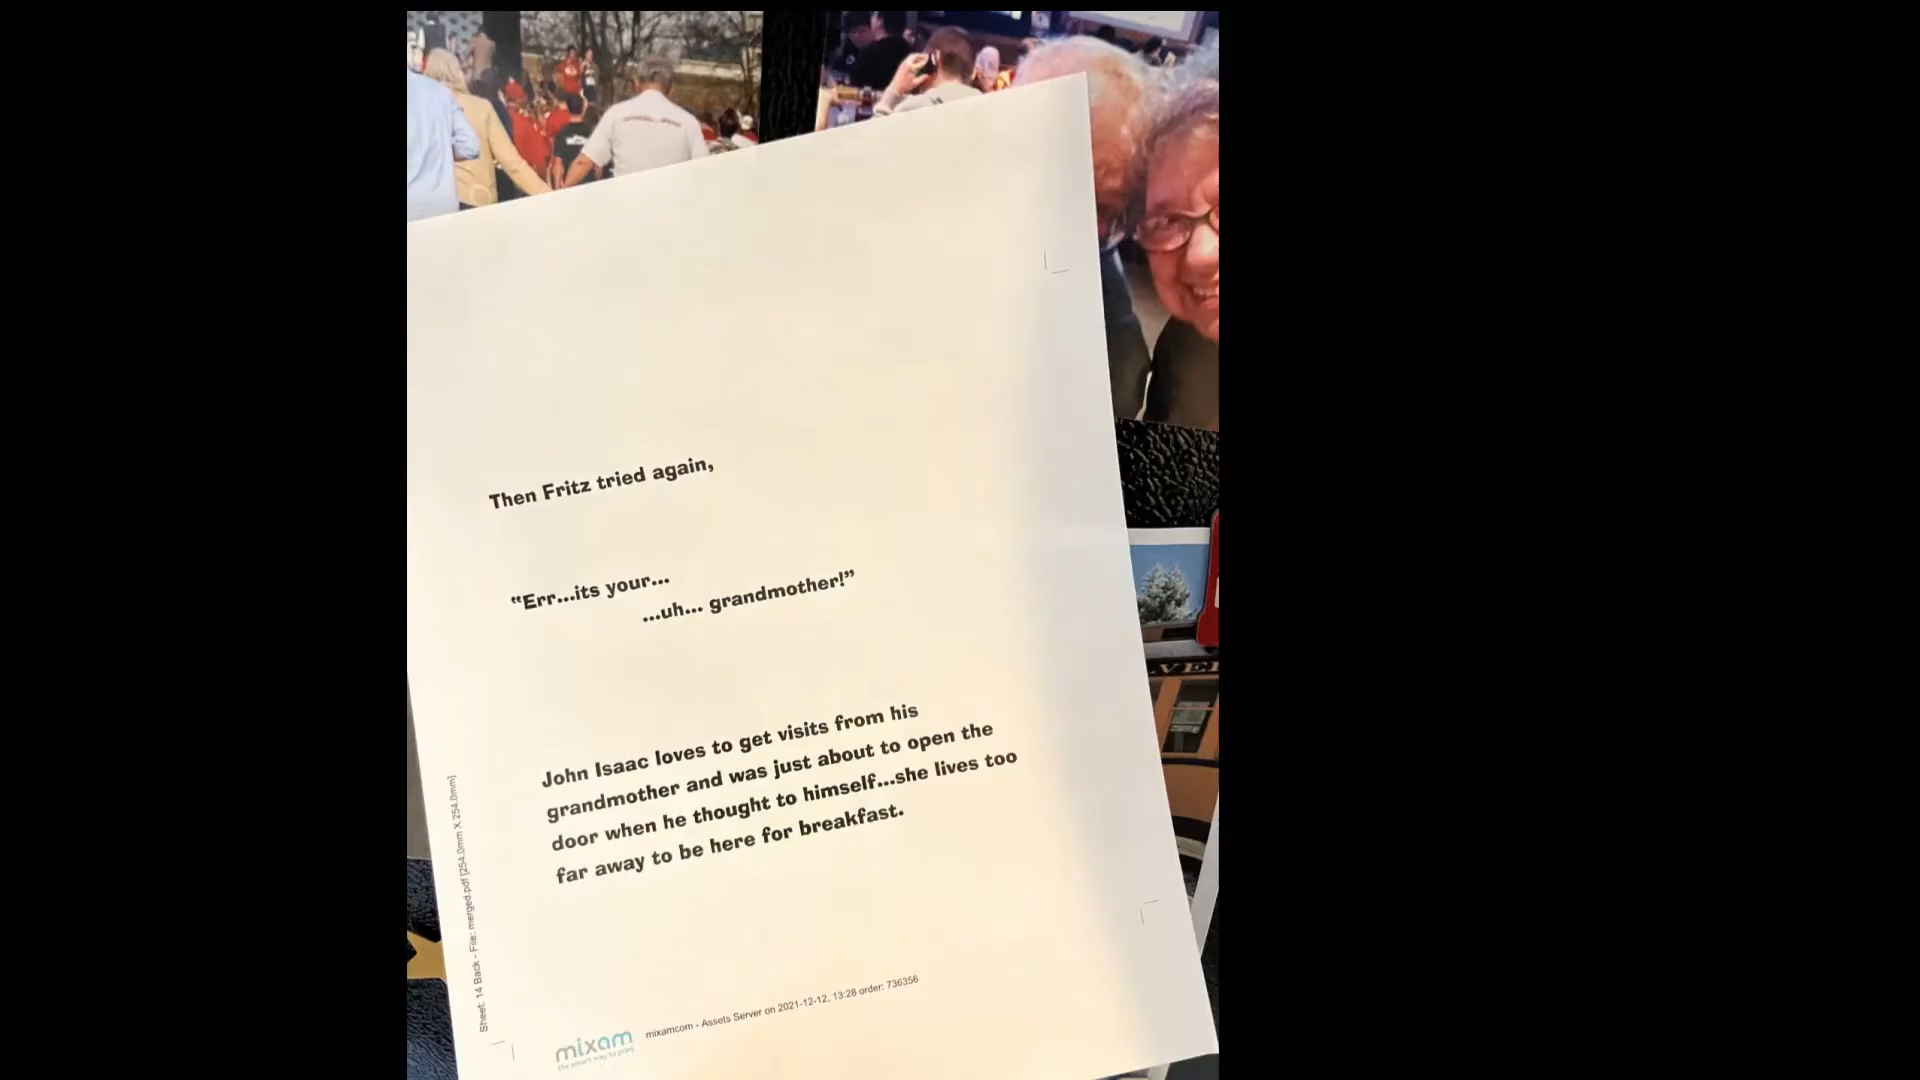 Then Fritz tried again,
“Err...its your...
...uh... grandmother!”
John Isaac loves to get visits from his
grandmother and was just about to open the
door when he thought to himself...she lives too
far away to be here for breakfast.
Sheet: 14 Back - File: merged.pdf [254.0mm X 254.0mm]
mixam
the smart way to print
mixamcom - Assets Server on 2021-12-12, 13:28 order: 736356